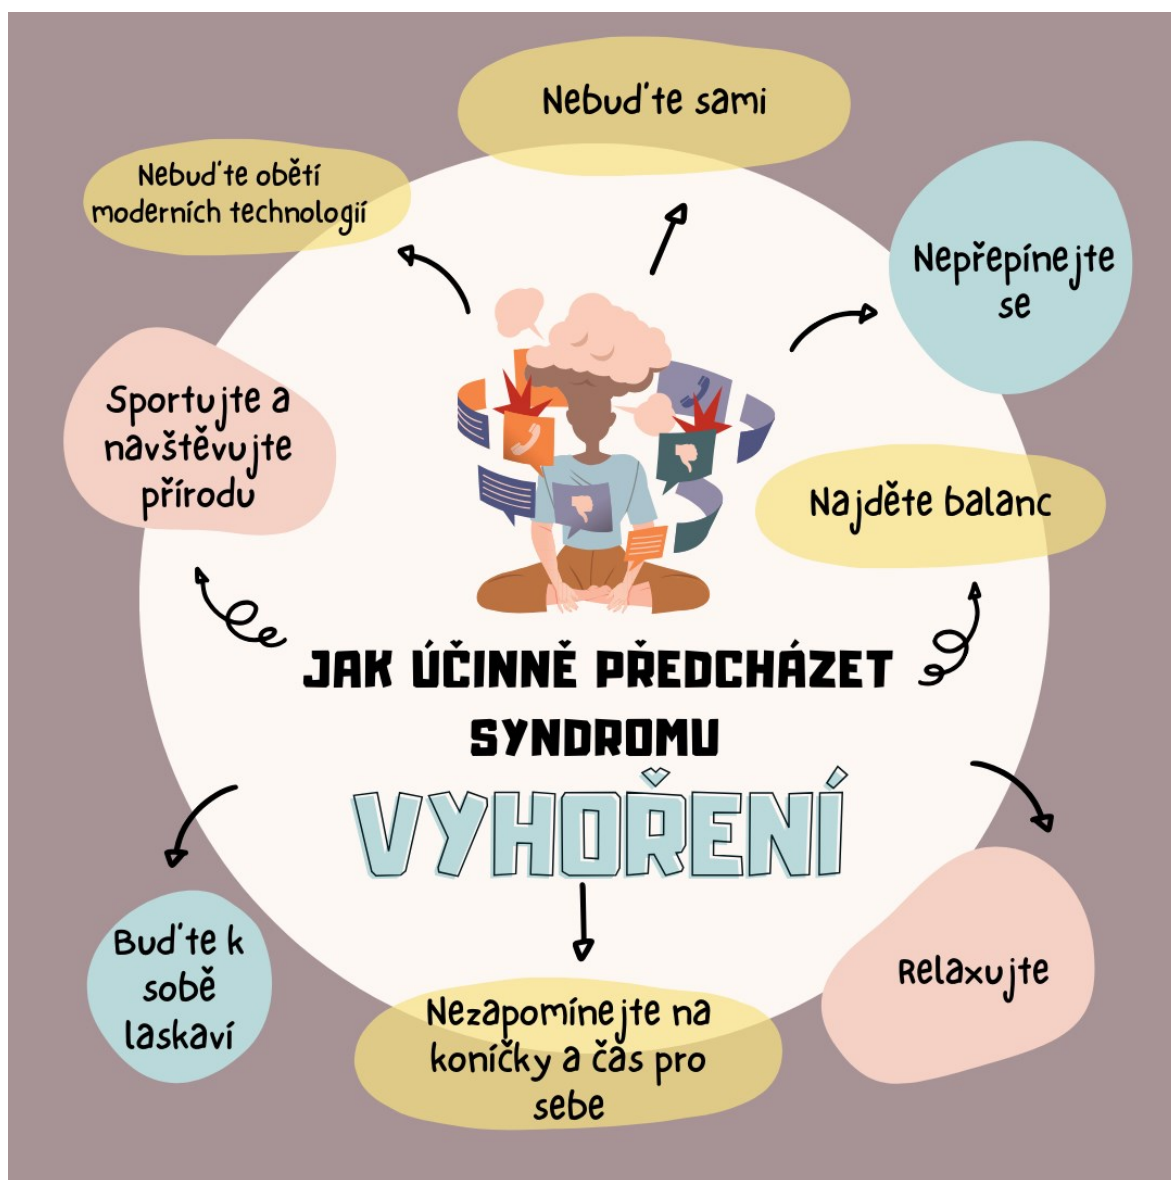 Nebuďte sami
Nebuďte obětí
moderních technologií
Nepřepínejte
se
Sportujte a
navštěvujte
přírodu
Najděte balanc
JAK ÚČINNĚ PŘEDCHÁZET
SYNDROMU
VYHOŘENÍ
Buďte k
sobě
laskaví
Relaxujte
Nezapomínejte na
koníčky a čas pro
sebe